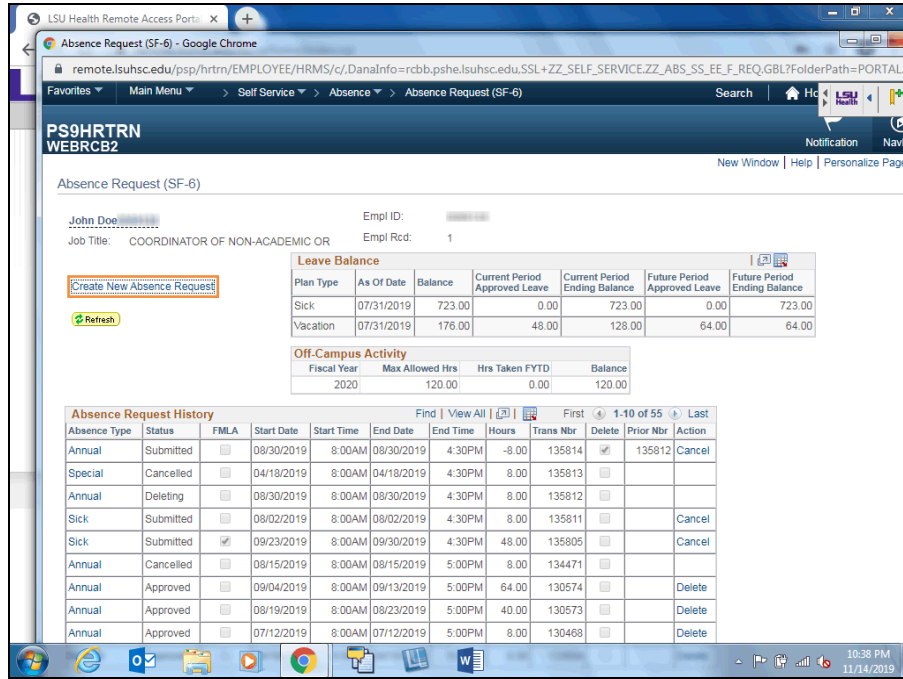 LSU Health Remote Access Porta
Absence Request (SF-6) - Google Chrome
remote.lsuhsc.edu/psp/hrtrn/EMPLOYEE/HRMS/c/,DanaInfo=rcbb.pshe.lsuhsc.edu,SSL+ZZ_SELF_SERVICE.ZZ_ABS_SS_EE_F_REQ.GBL?FolderPath=PORTAL.
Favorites Main Menu > Self Service > Absence > Absence Request (SF-6) Search Ho LSU Health
PS9HRTRN
WEBRCB2
Notification Navi
New Window | Help | Personalize Page
Absence Request (SF-6)
John Doe Empl ID:
Job Title: COORDINATOR OF NON-ACADEMIC OR Empl Rcd: 1
Create New Absence Request
Refresh
Leave Balance
Plan Type As Of Date Balance Current Period Approved Leave Current Period Ending Balance Future Period Approved Leave Future Period Ending Balance
Sick 07/31/2019 723.00 0.00 723.00 0.00 723.00
Vacation 07/31/2019 176.00 48.00 128.00 64.00 64.00
Off-Campus Activity
Fiscal Year Max Allowed Hrs Hrs Taken FYTD Balance
2020 120.00 0.00 120.00
Absence Request History Find | View All | First 1-10 of 55 Last
Absence Type Status FMLA Start Date Start Time End Date End Time Hours Trans Nbr Delete Prior Nbr Action
Annual Submitted 08/30/2019 8:00AM 08/30/2019 4:30PM -8.00 135814 135812 Cancel
Special Cancelled 04/18/2019 8:00AM 04/18/2019 4:30PM 8.00 135813
Annual Deleting 08/30/2019 8:00AM 08/30/2019 4:30PM 8.00 135812
Sick Submitted 08/02/2019 8:00AM 08/02/2019 4:30PM 8.00 135811 Cancel
Sick Submitted 09/23/2019 8:00AM 09/30/2019 4:30PM 48.00 135805 Cancel
Annual Cancelled 08/15/2019 8:00AM 08/15/2019 5:00PM 8.00 134471
Annual Approved 09/04/2019 8:00AM 09/13/2019 5:00PM 64.00 130574 Delete
Annual Approved 08/19/2019 8:00AM 08/23/2019 5:00PM 40.00 130573 Delete
Annual Approved 07/12/2019 8:00AM 07/12/2019 5:00PM 8.00 130468 Delete
10:38 PM
11/14/2019